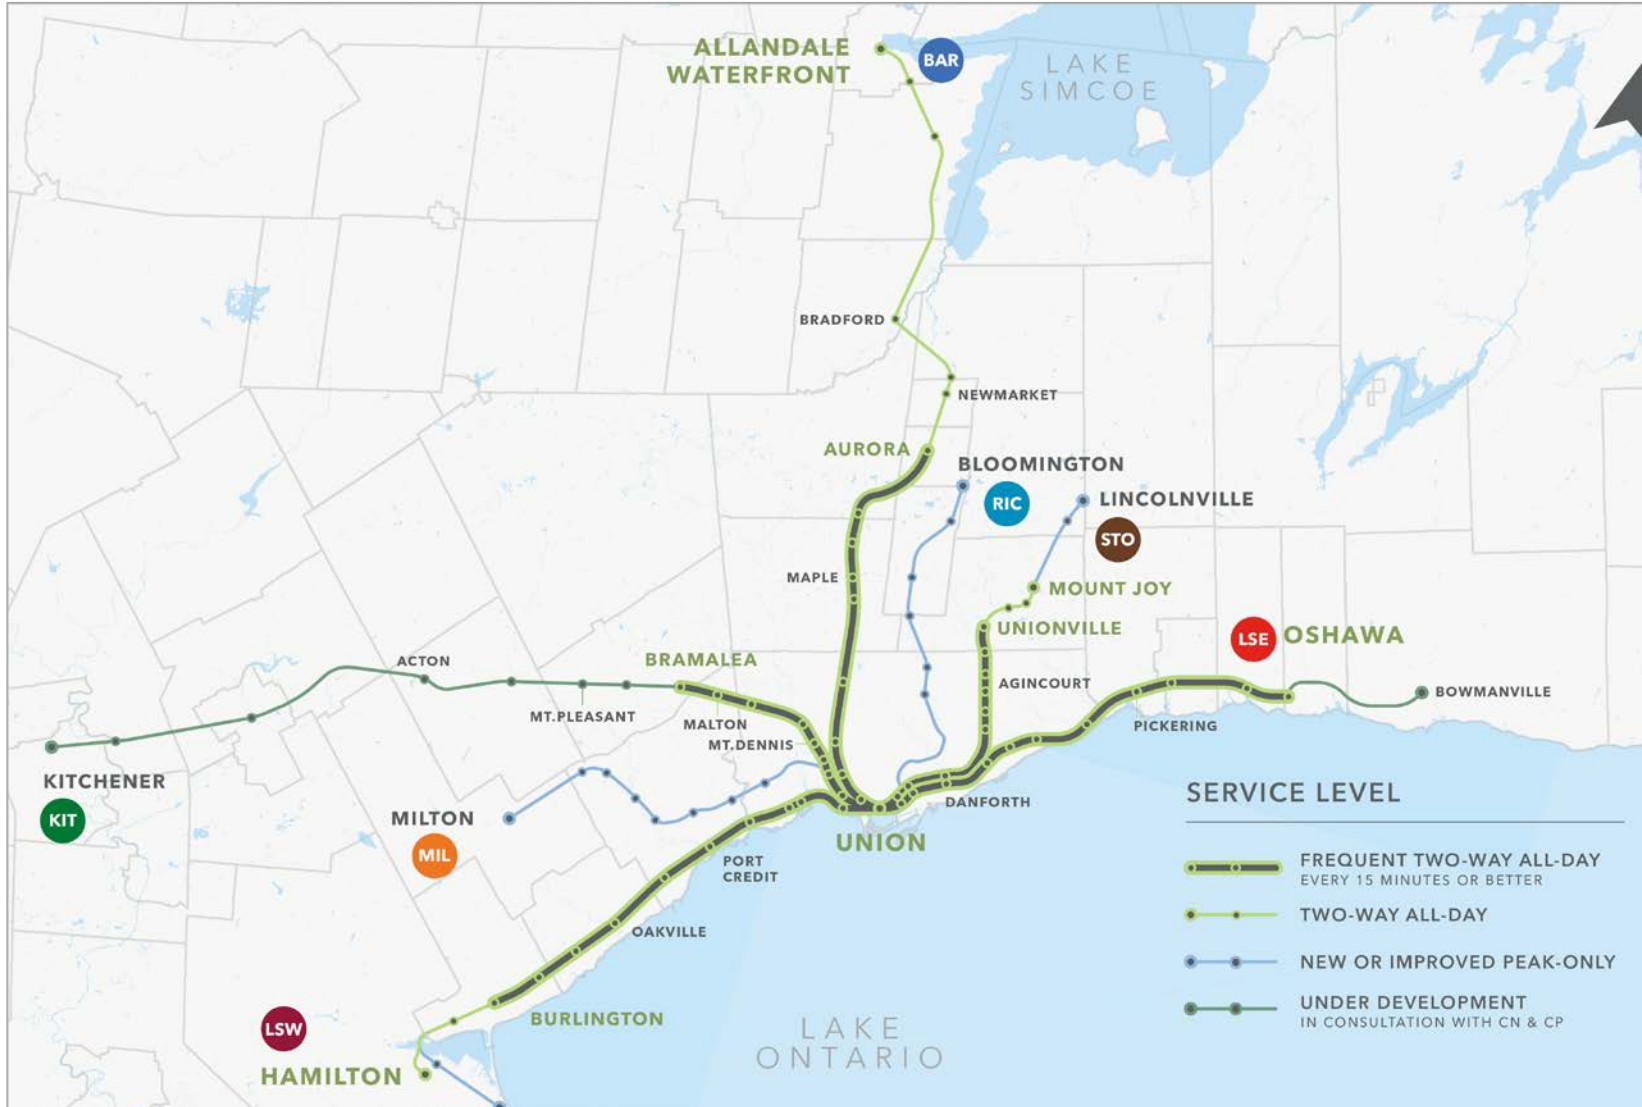 ALLANDALE
WATERFRONT
BAR
LAKE
SIMCOE
BRADFORD
NEWMARKET
AURORA
BLOOMINGTON
RIC
LINCOLNVILLE
STO
MAPLE
MOUNT JOY
UNIONVILLE
LSE
OSHAWA
BRAMALEA
ACTON
AGINCOURT
BOWMANVILLE
MT.PLEASANT
MALTON
PICKERING
MT.DENNIS
KITCHENER
KIT
MILTON
MIL
DANFORTH
UNION
PORT
CREDIT
OAKVILLE
BURLINGTON
LSW
HAMILTON
LAKE
ONTARIO
SERVICE LEVEL
FREQUENT TWO-WAY ALL-DAY
EVERY 15 MINUTES OR BETTER
TWO-WAY ALL-DAY
NEW OR IMPROVED PEAK-ONLY
UNDER DEVELOPMENT
IN CONSULTATION WITH CN & CP